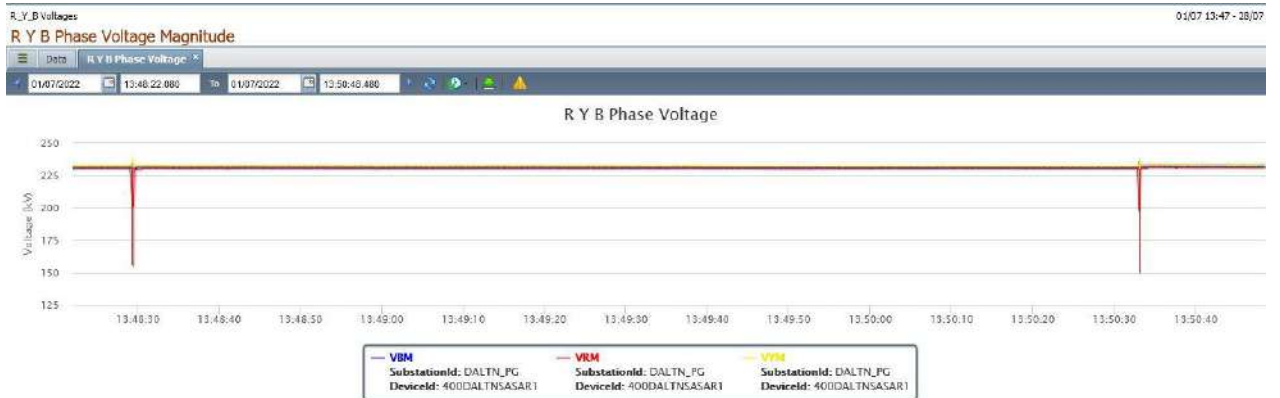 R_Y_B Voltages 01/07 13:47 - 28/07
R Y B Phase Voltage Magnitude
Data R Y B Phase Voltage
01/07/2022 13:48:22.080 To 01/07/2022 13:50:48.480
R Y B Phase Voltage
250
225
200
175
150
125
Voltage (kV)
13:48:30 13:48:40 13:48:50 13:49:00 13:49:10 13:49:20 13:49:30 13:49:40 13:49:50 13:50:00 13:50:10 13:50:20 13:50:30 13:50:40
VBM VRM VYM
SubstationId: DALTN_PG SubstationId: DALTN_PG SubstationId: DALTN_PG
DeviceId: 400DALTNSASAR1 DeviceId: 400DALTNSASAR1 DeviceId: 400DALTNSASAR1